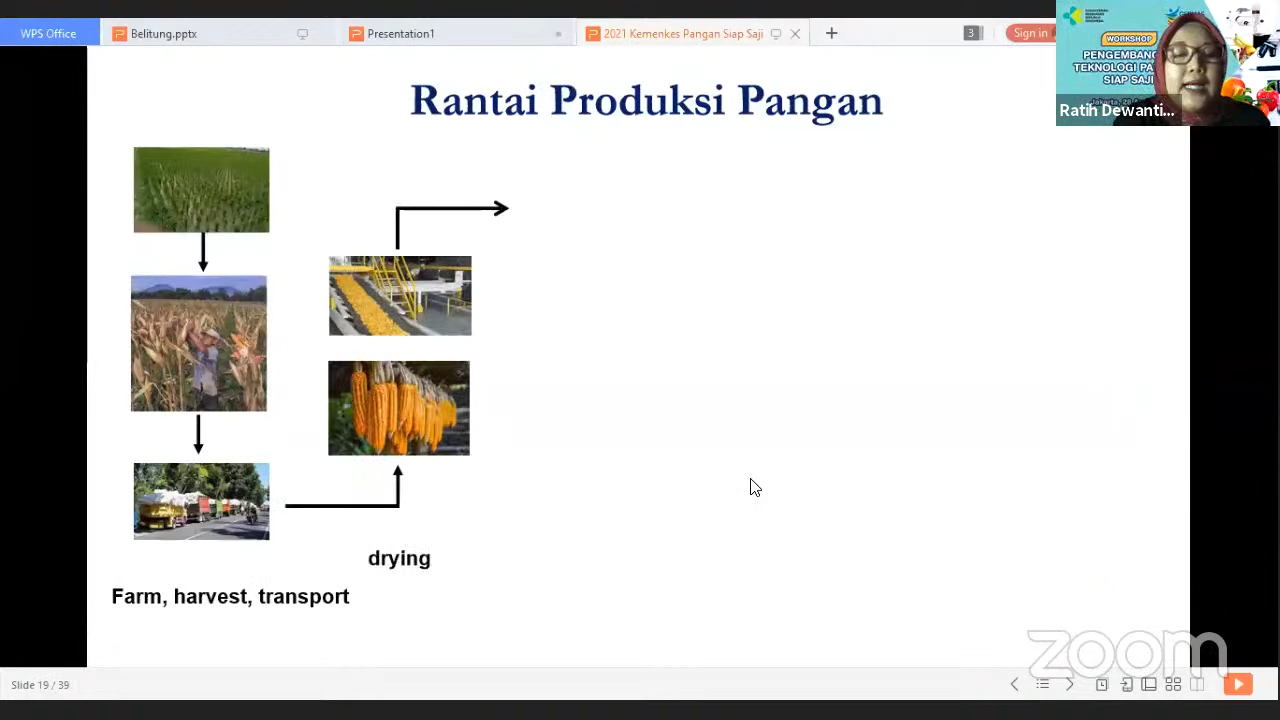 WPS Office
Belitung.pptx
Presentation1
2021 Kemenkes Pangan Siap Saji
3
Sign in
WORKSHOP
PENGEMBANG
TEKNOLOGI PA
SIAP SAJI
Ratih Dewanti...
Rantai Produksi Pangan
drying
Farm, harvest, transport
zoom
Slide 19 / 39